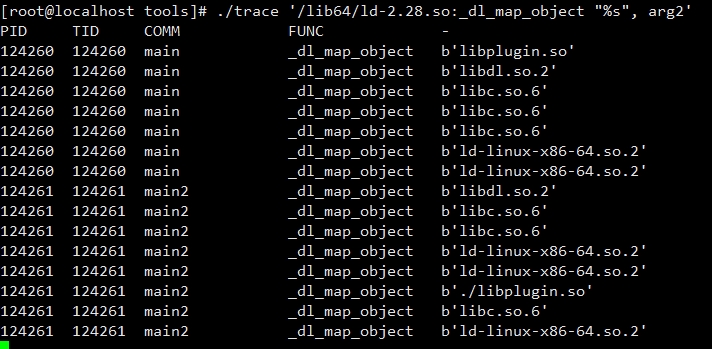 [root@localhost tools]# ./trace '/lib64/ld-2.28.so:_dl_map_object "%s", arg2'
PID     TID     COMM            FUNC             -
124260  124260  main            _dl_map_object   b'libplugin.so'
124260  124260  main            _dl_map_object   b'libdl.so.2'
124260  124260  main            _dl_map_object   b'libc.so.6'
124260  124260  main            _dl_map_object   b'libc.so.6'
124260  124260  main            _dl_map_object   b'libc.so.6'
124260  124260  main            _dl_map_object   b'ld-linux-x86-64.so.2'
124260  124260  main            _dl_map_object   b'ld-linux-x86-64.so.2'
124261  124261  main2           _dl_map_object   b'libdl.so.2'
124261  124261  main2           _dl_map_object   b'libc.so.6'
124261  124261  main2           _dl_map_object   b'libc.so.6'
124261  124261  main2           _dl_map_object   b'ld-linux-x86-64.so.2'
124261  124261  main2           _dl_map_object   b'ld-linux-x86-64.so.2'
124261  124261  main2           _dl_map_object   b'./libplugin.so'
124261  124261  main2           _dl_map_object   b'libc.so.6'
124261  124261  main2           _dl_map_object   b'ld-linux-x86-64.so.2'